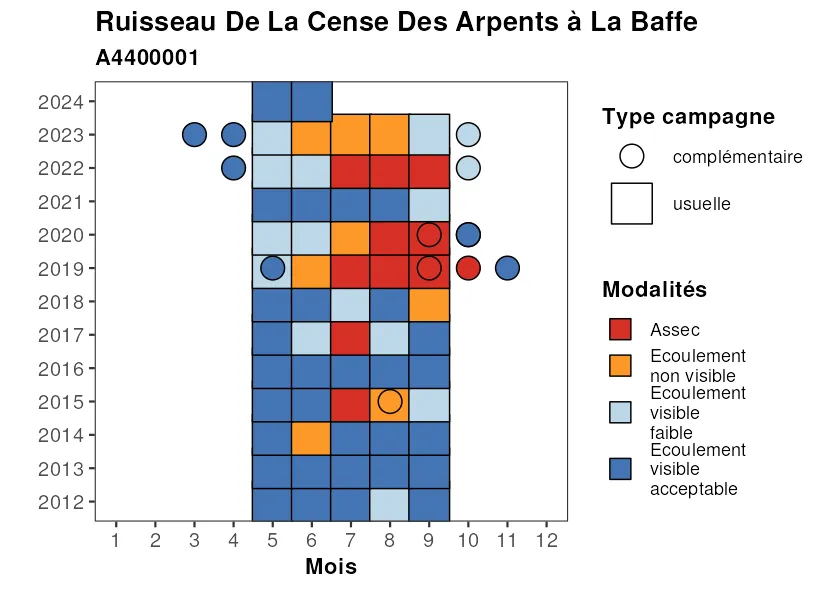 Ruisseau De La Cense Des Arpents à La Baffe
A4400001
2024
2023
2022
2021
2020
2019
2018
2017
2016
2015
2014
2013
2012
1 2 3 4 5 6 7 8 9 10 11 12
Mois
Type campagne
complémentaire
usuelle
Modalités
Assec
Ecoulement
non visible
Ecoulement
visible
faible
Ecoulement
visible
acceptable